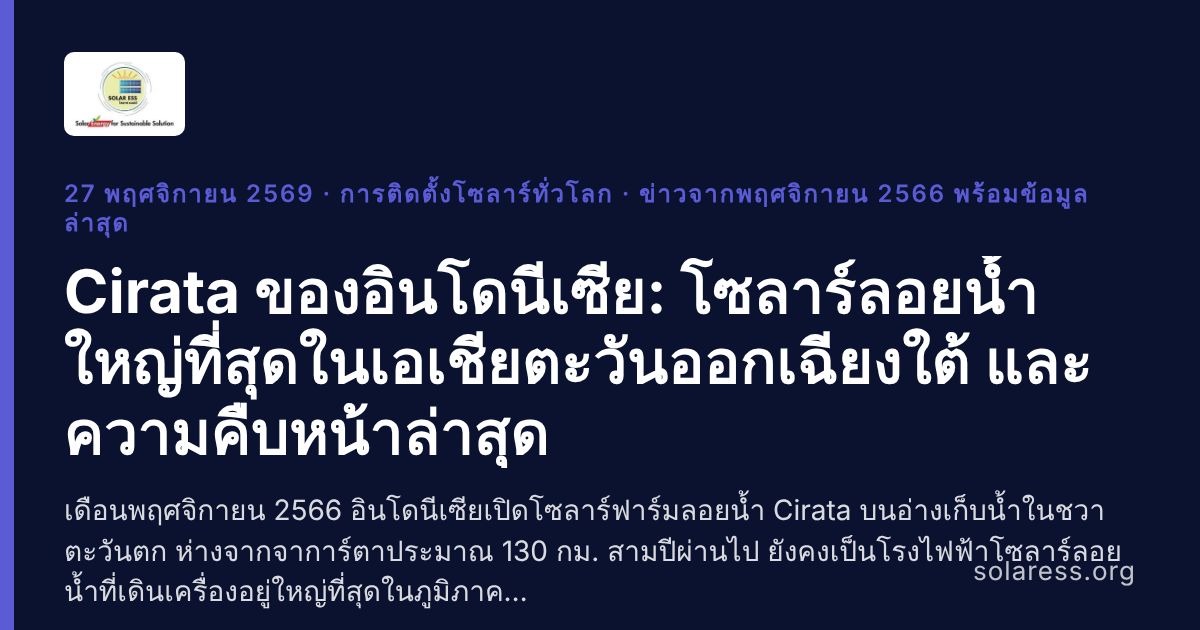 SOLAR ESS
Solar Energy for Sustainable Solution
27 พฤศจิกายน 2569 · การติดตั้งโซลาร์ทั่วโลก · ข่าวจากพฤศจิกายน 2566 พร้อมข้อมูล
ล่าสุด
Cirata ของอินโดนีเซีย: โซลาร์ลอยน้ำ
ใหญ่ที่สุดในเอเชียตะวันออกเฉียงใต้ และ
ความคืบหน้าล่าสุด
เดือนพฤศจิกายน 2566 อินโดนีเซียเปิดโซลาร์ฟาร์มลอยน้ำ Cirata บนอ่างเก็บน้ำในชวา
ตะวันตก ห่างจากจาการ์ตาประมาณ 130 กม. สามปีผ่านไป ยังคงเป็นโรงไฟฟ้าโซลาร์ลอย
น้ำที่เดินเครื่องอยู่ใหญ่ที่สุดในภูมิภาค...
solaress.org